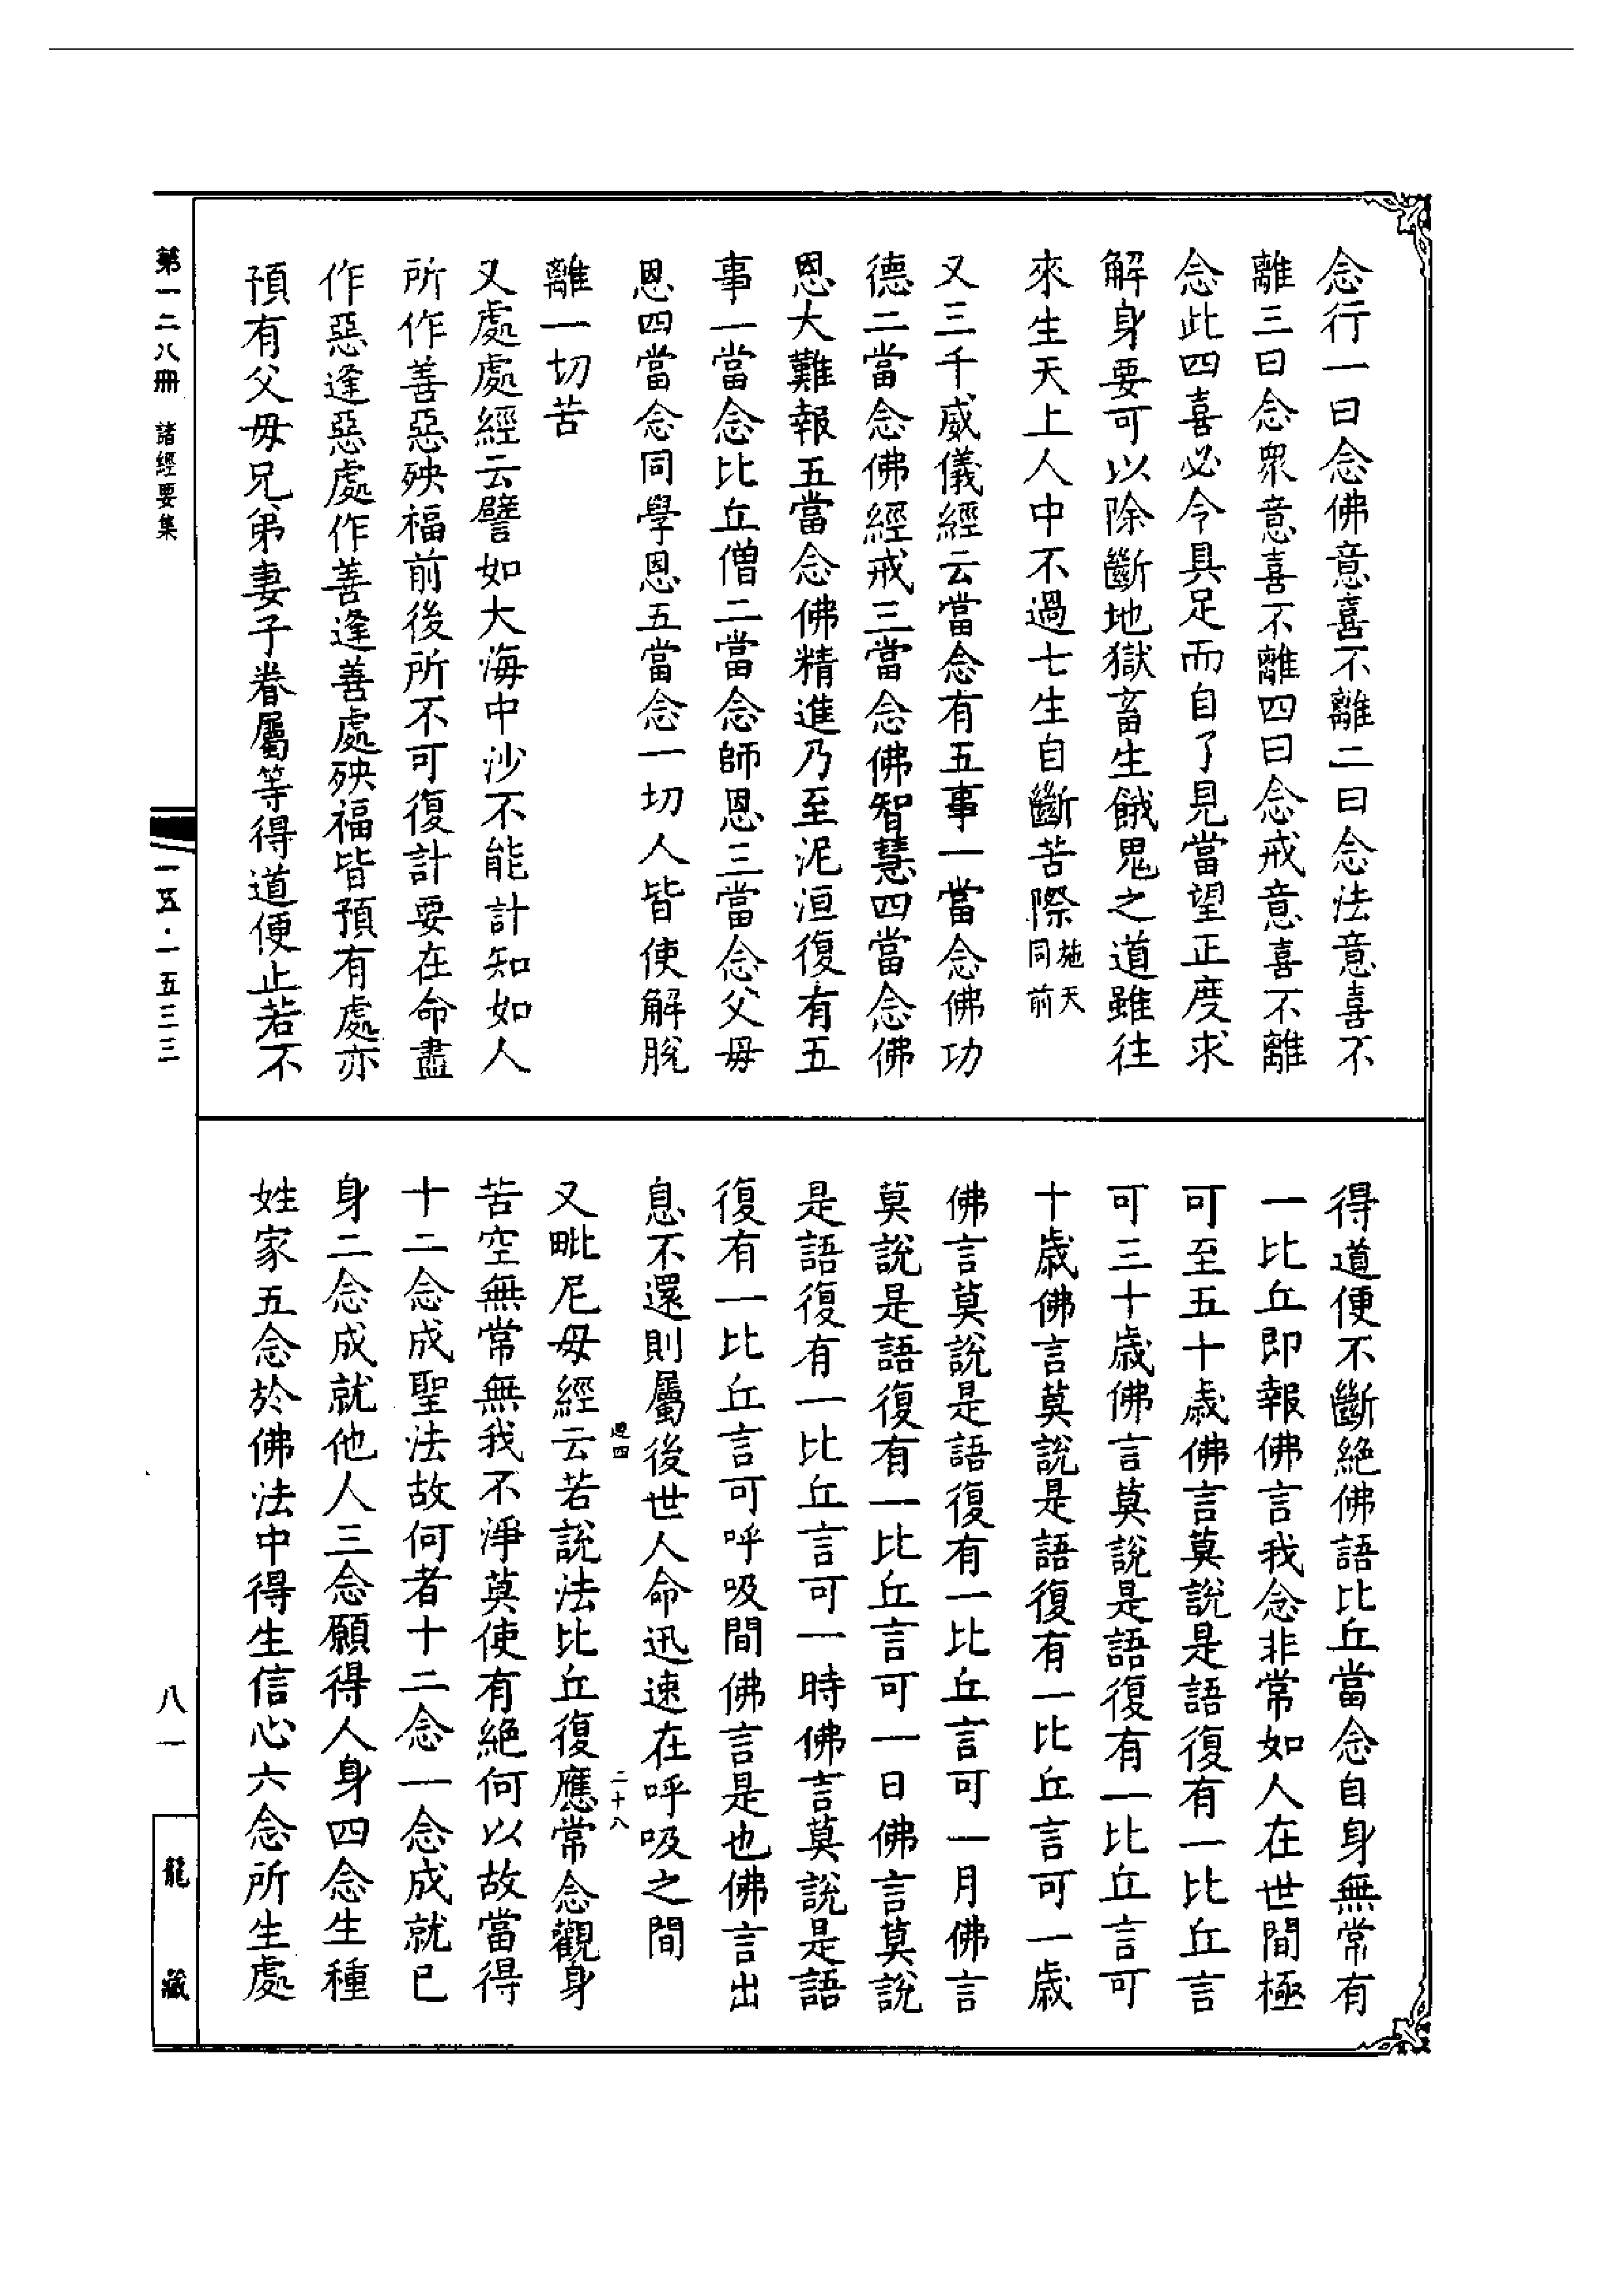 念行一曰念佛意喜不離二曰念法意喜不
離三曰念眾意喜不離四曰念戒意喜不離
念此四喜必令具足而自了見當望正度求
解身要可以除斷地獄畜生餓鬼之道雖往
來生天上人中不過七生自斷苦際施天同前
又三千威儀經云當念有五事一當念佛功
德二當念佛經戒三當念佛智慧四當念佛
恩大難報五當念佛精進乃至泥洹復有五
事一當念比丘僧二當念師恩三當念父母
恩四當念同學恩五當念一切人皆使解脫
離一切苦
又處處經云譬如大海中沙不能計知如人
所作善惡殃福前後所不可復計要在命盡
作惡逢惡處作善逢善處殃福皆預有處亦
預有父母兄弟妻子眷屬等得道便止若不
得道便不斷絕佛語比丘當念自身無常有
一比丘即報佛言我念非常如人在世間極
可至五十歲佛言莫說是語復有一比丘言
可三十歲佛言莫說是語復有一比丘言可
十歲佛言莫說是語復有一比丘言可一歲
佛言莫說是語復有一比丘言可一月佛言
莫說是語復有一比丘言可一日佛言莫說
是語復有一比丘言可一時佛言莫說是語
復有一比丘言可呼吸間佛言是也佛言出
息不還則屬後世人命迅速在呼吸之間
四 二十八
又毗尼母經云若說法比丘復應常念觀身
苦空無常無我不淨莫使有絕何以故當得
十二念成聖法故何者十二念一念成就已
身二念成就他人三念願得人身四念生種
姓家五念於佛法中得生信心六念所生處
第一二八冊 諸經要集
一五·一五三三
八一
龍藏